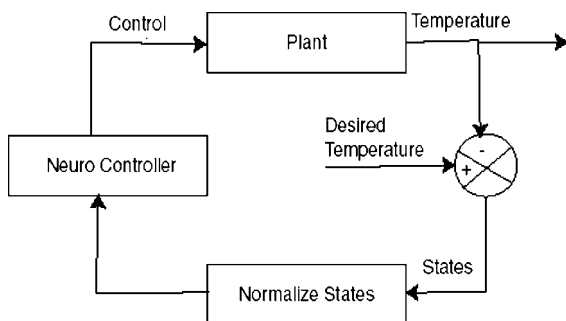 Control
Temperature
Plant
Desired
Temperature
-
+
Neuro Controller
States
Normalize States